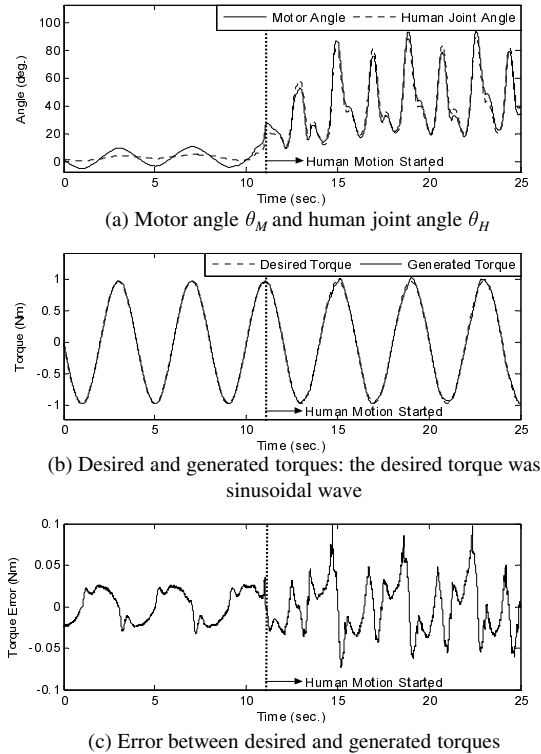 Motor Angle Human Joint Angle
100
80
60
40
20
0
Angle (deg.)
Human Motion Started
0 5 10 15 20 25
Time (sec.)
(a) Motor angle θM and human joint angle θH
Desired Torque Generated Torque
1
0.5
0
-0.5
-1
Torque (Nm)
Human Motion Started
0 5 10 15 20 25
Time (sec.)
(b) Desired and generated torques: the desired torque was
sinusoidal wave
0.1
0.05
0
-0.05
-0.1
Torque Error (Nm)
Human Motion Started
0 5 10 15 20 25
Time (sec.)
(c) Error between desired and generated torques